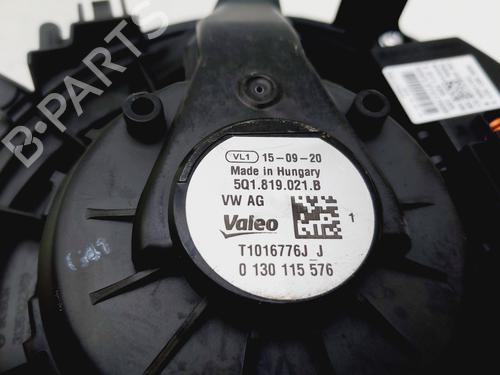 B-PARTS
VL1 15-09-20
Made in Hungary
5Q1.819.021.B
VW AG
Valeo
1
T1016776J_J
0 130 115 576